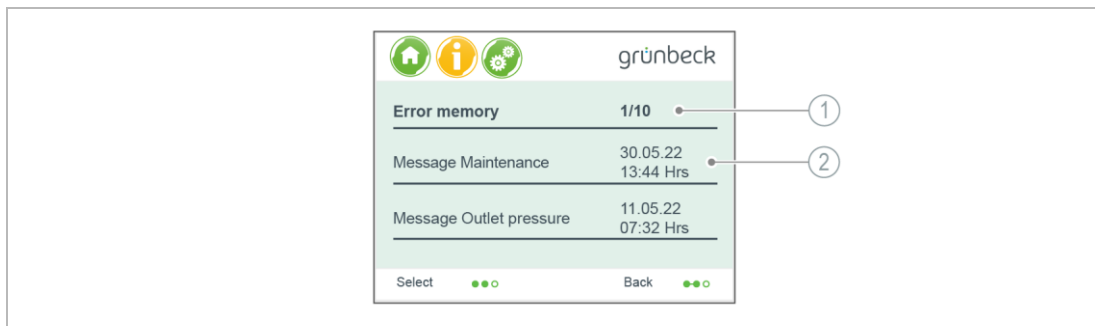 grünbeck
Error memory 1/10
1
Message Maintenance 30.05.22
13:44 Hrs
2
Message Outlet pressure 11.05.22
07:32 Hrs
Select Back